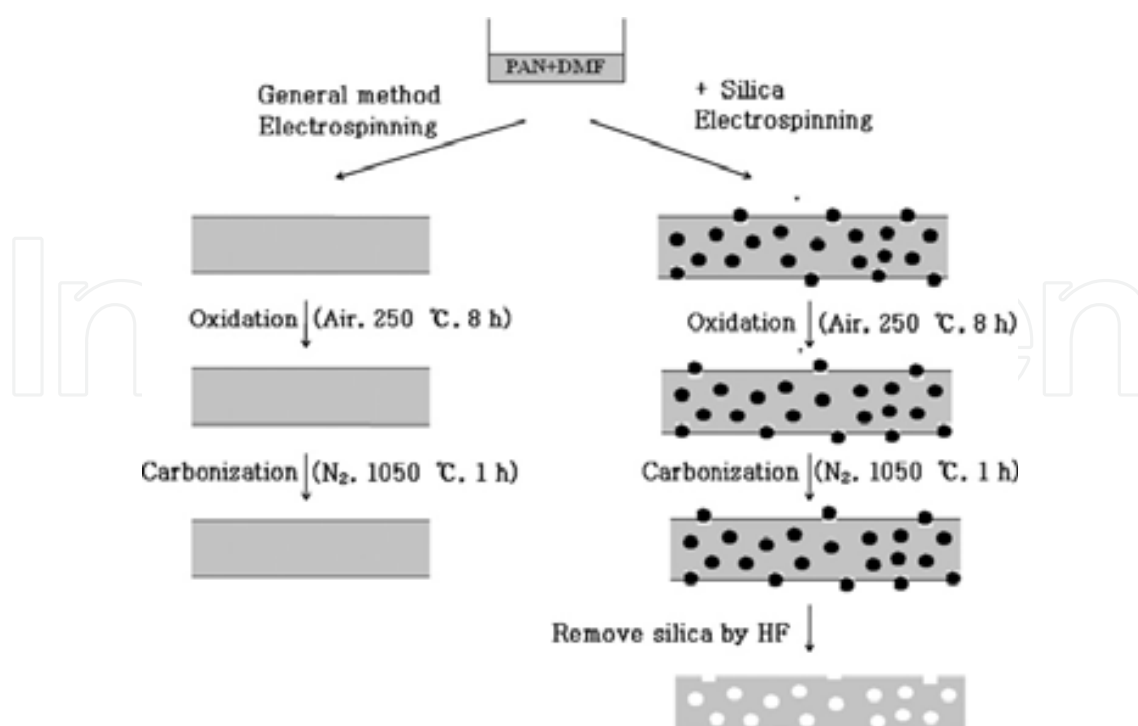 PAN+DMF
General method
Electrospinning
+ Silica
Electrospinning
Oxidation (Air. 250 ℃. 8 h)
Oxidation (Air. 250 ℃. 8 h)
Carbonization (N₂. 1050 ℃. 1 h)
Carbonization (N₂. 1050 ℃. 1 h)
Remove silica by HF